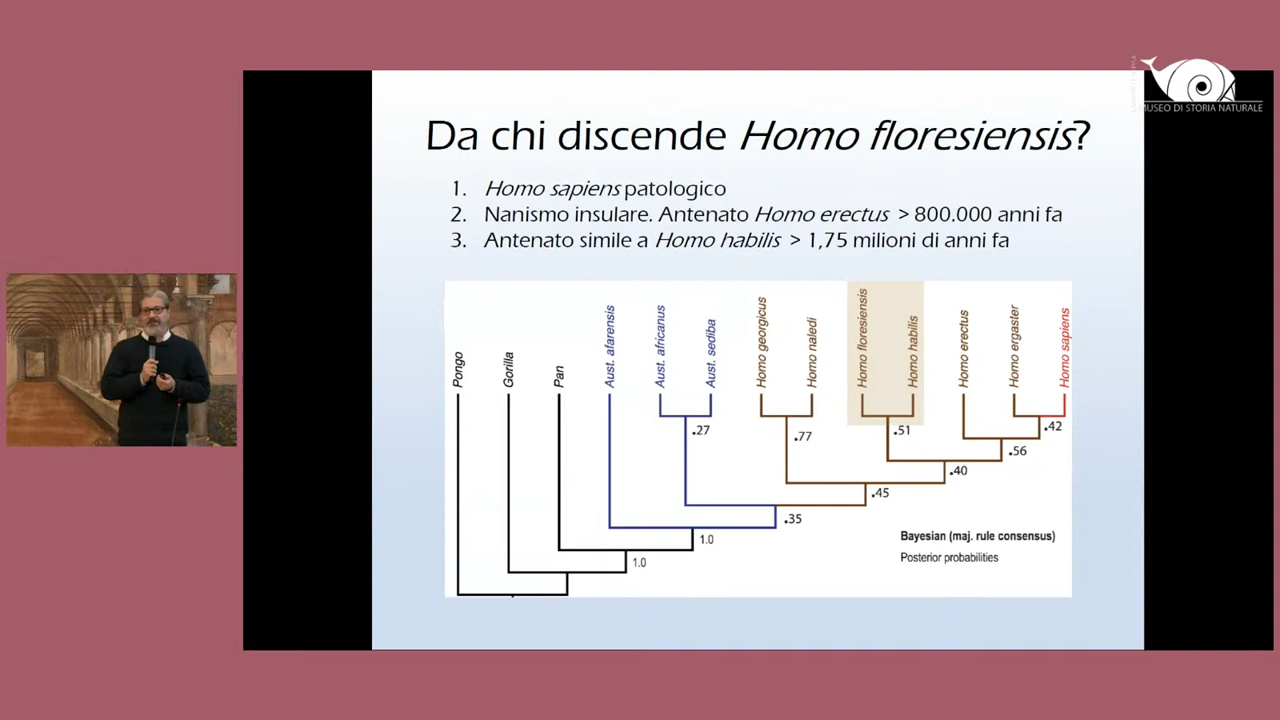 MUSEO DI STORIA NATURALE
Da chi discende Homo floresiensis?
1. Homo sapiens patologico
2. Nanismo insulare. Antenato Homo erectus > 800.000 anni fa
3. Antenato simile a Homo habilis > 1,75 milioni di anni fa
Pongo
Gorilla
Pan
Aust. afarensis
Aust. africanus
Aust. sediba
Homo georgicus
Homo naledi
Homo floresiensis
Homo habilis
Homo erectus
Homo ergaster
Homo sapiens
.27
.77
.51
.42
.56
.40
.45
.35
1.0
1.0
Bayesian (maj. rule consensus)
Posterior probabilities